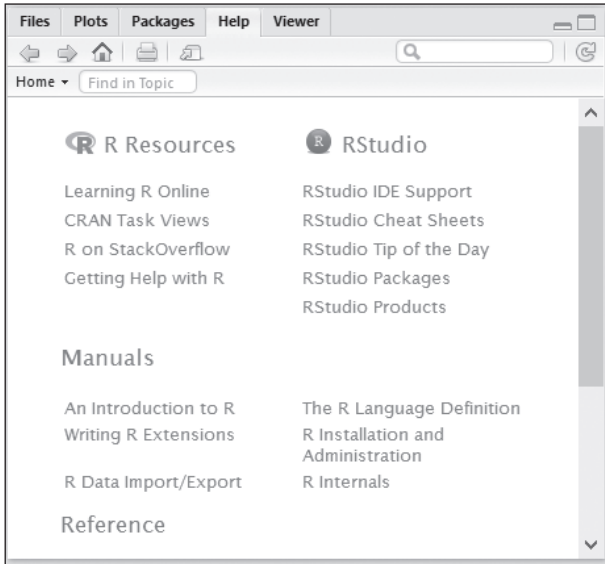 Files Plots Packages Help Viewer
Home Find in Topic
R R Resources
R RStudio
Learning R Online
RStudio IDE Support
CRAN Task Views
RStudio Cheat Sheets
R on StackOverflow
RStudio Tip of the Day
Getting Help with R
RStudio Packages
RStudio Products
Manuals
An Introduction to R
The R Language Definition
Writing R Extensions
R Installation and
Administration
R Data Import/Export
R Internals
Reference